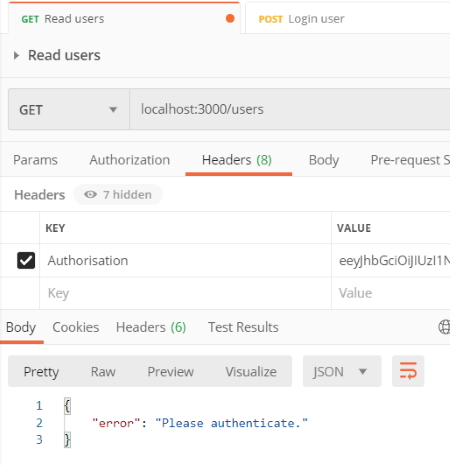 GET Read users
POST Login user
Read users
GET localhost:3000/users
Params Authorization Headers (8) Body Pre-request S
Headers 7 hidden
KEY VALUE
Authorisation eeyJhbGciOiJIUzI1N
Key Value
Body Cookies Headers (6) Test Results
Pretty Raw Preview Visualize JSON
1 {
2 "error": "Please authenticate."
3 }